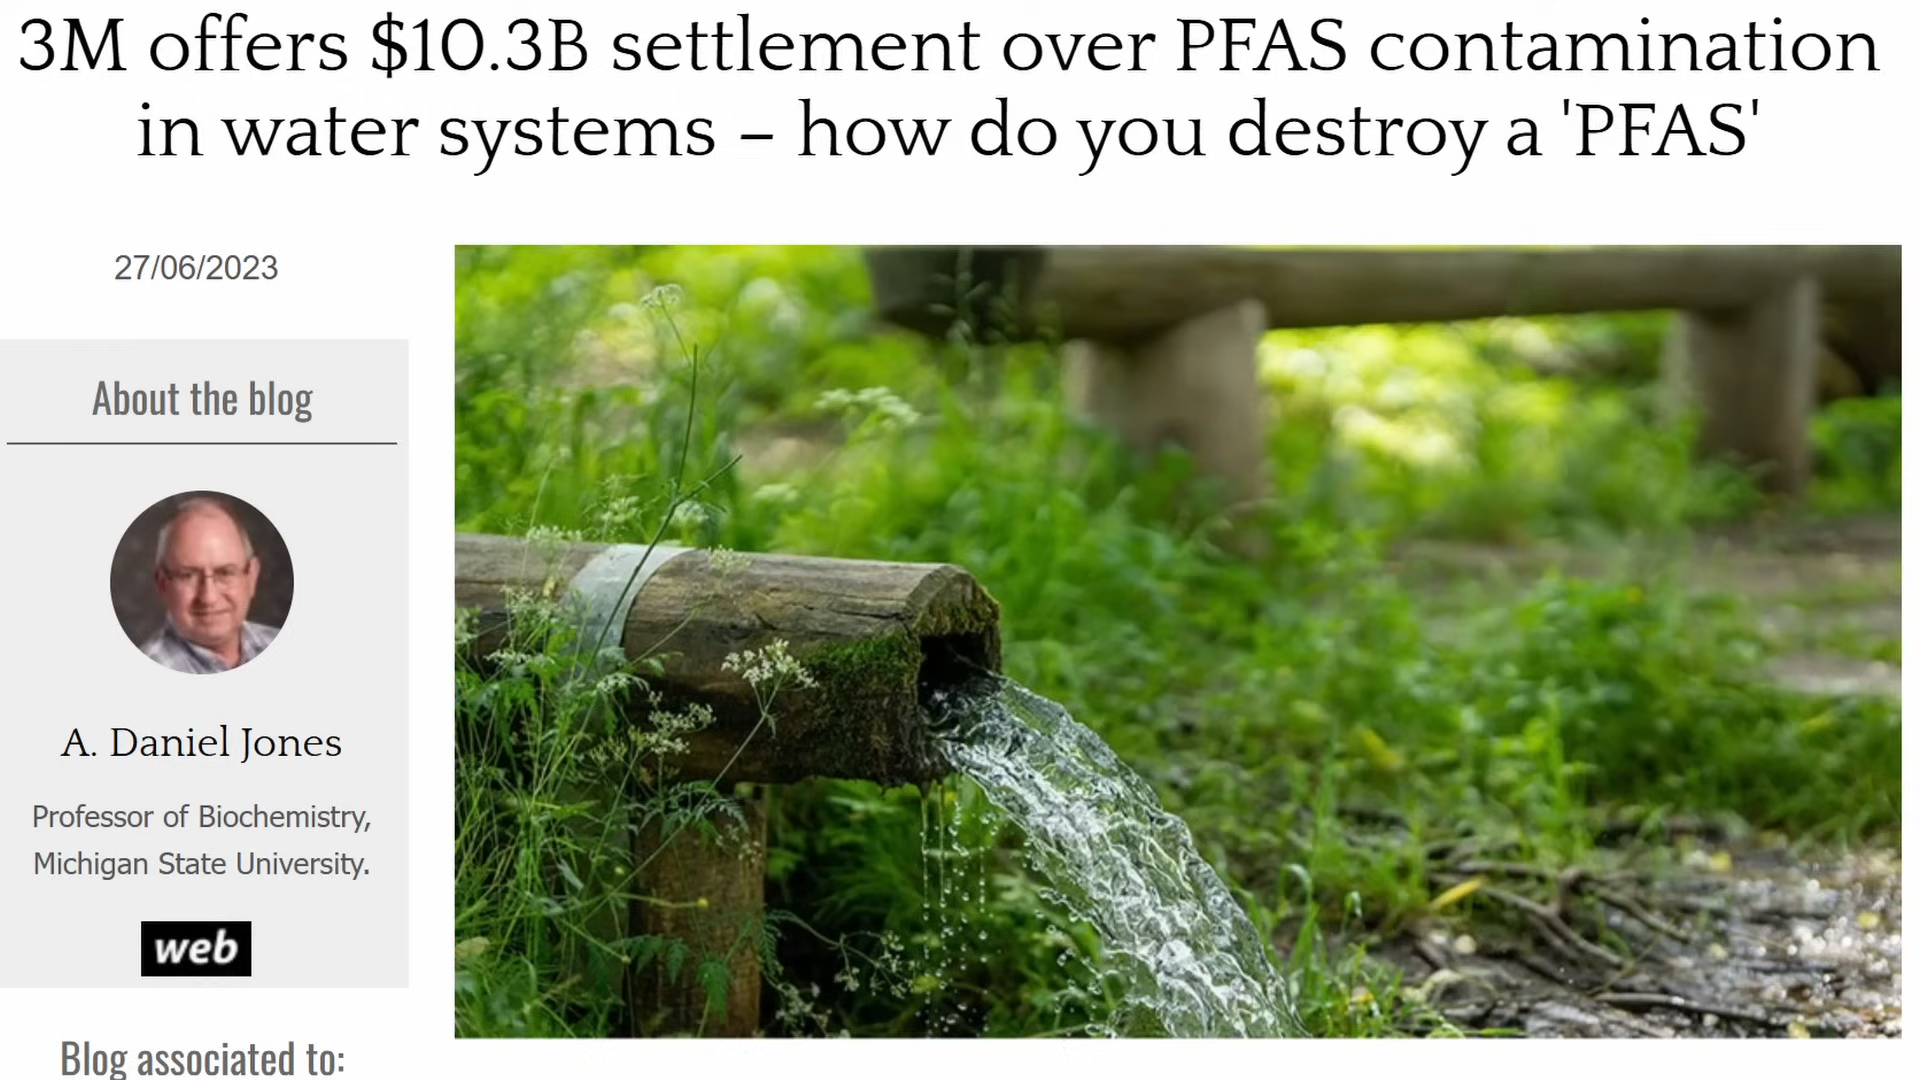 3M offers $10.3B settlement over PFAS contamination
in water systems – how do you destroy a 'PFAS'
27/06/2023
About the blog
A. Daniel Jones
Professor of Biochemistry,
Michigan State University.
web
Blog associated to: